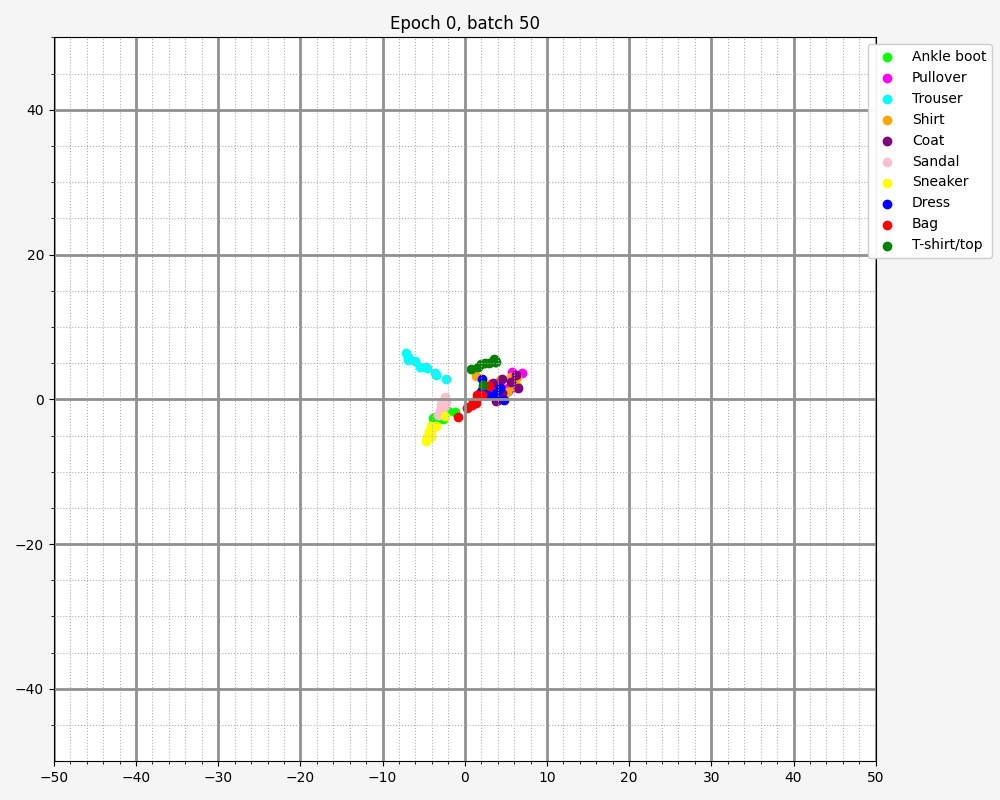 Epoch 0, batch 50
Ankle boot
Pullover
Trouser
Shirt
Coat
Sandal
Sneaker
Dress
Bag
T-shirt/top
40
20
0
−20
−40
−50 −40 −30 −20 −10 0 10 20 30 40 50